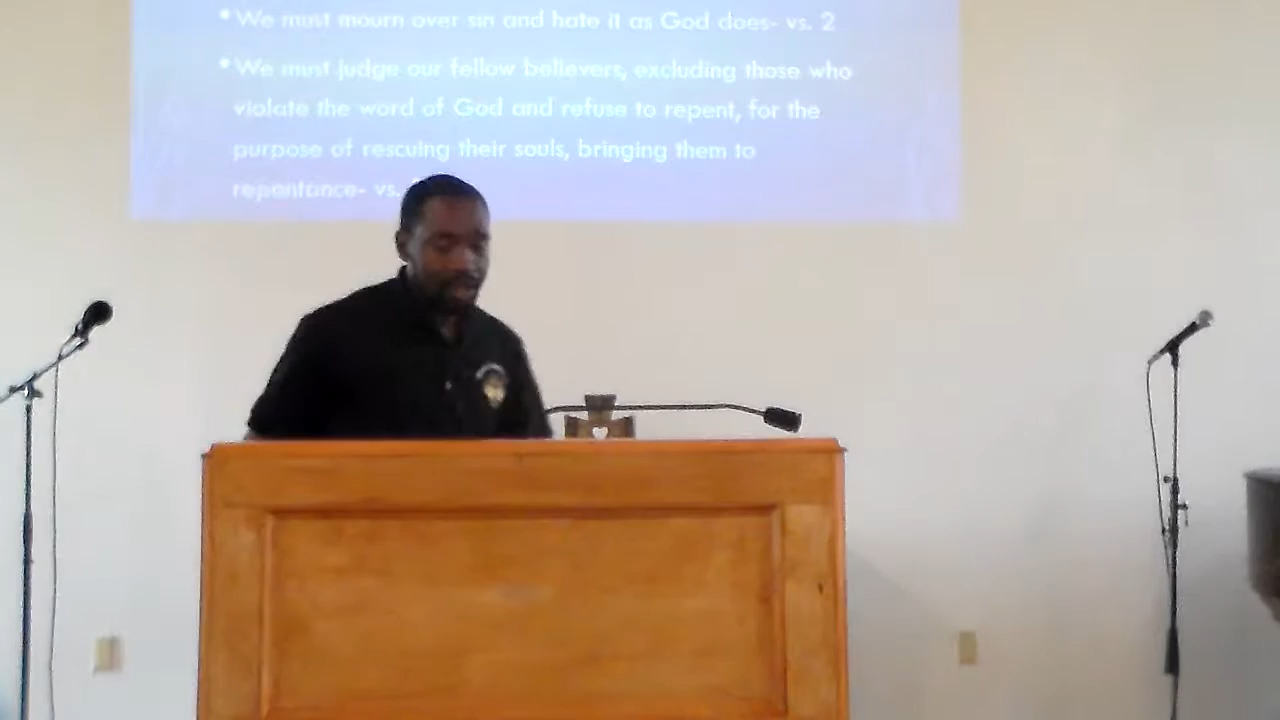 • We must mourn over sin and hate it as God does- vs. 2
• We must judge our fellow believers, excluding those who
violate the word of God and refuse to repent, for the
purpose of rescuing their souls, bringing them to
repentance- vs.